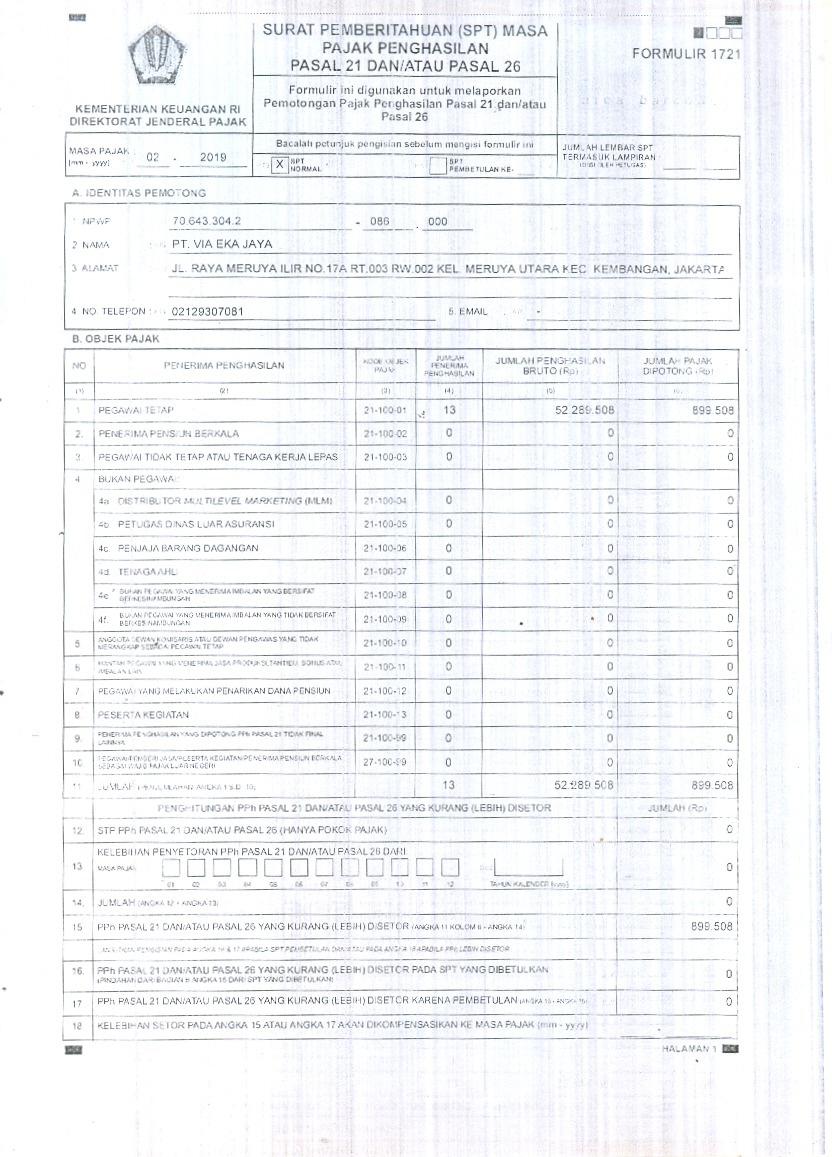 SURAT PEMBERITAHUAN (SPT) MASA
PAJAK PENGHASILAN
PASAL 21 DAN/ATAU PASAL 26
FORMULIR 1721
Formulir ini digunakan untuk melaporkan
Pemotongan Pajak Penghasilan Pasal 21 dan/atau
Pasal 26
area barcode
KEMENTERIAN KEUANGAN RI
DIREKTORAT JENDERAL PAJAK
MASA PAJAK
[mm - yyyy] 02 - 2019
Bacalah petunjuk pengisian sebelum mengisi formulir ini
X SPT NORMAL
SPT PEMBETULAN KE-
JUMLAH LEMBAR SPT
TERMASUK LAMPIRAN
(DIISI OLEH PETUGAS)
A. IDENTITAS PEMOTONG
1. NPWP 70.643.304.2 - 086 . 000
2. NAMA PT. VIA EKA JAYA
3. ALAMAT JL. RAYA MERUYA ILIR NO.17A RT.003 RW.002 KEL. MERUYA UTARA KEC. KEMBANGAN, JAKARTA
4. NO. TELEPON : 02129307081 5. EMAIL -
B. OBJEK PAJAK
NO PENERIMA PENGHASILAN KODE OBJEK PAJAK JUMLAH PENERIMA PENGHASILAN JUMLAH PENGHASILAN BRUTO (Rp) JUMLAH PAJAK DIPOTONG (Rp)
(1) (2) (3) (4) (5) (6)
1. PEGAWAI TETAP 21-100-01 13 52.289.508 899.508
2. PENERIMA PENSIUN BERKALA 21-100-02 0 0 0
3. PEGAWAI TIDAK TETAP ATAU TENAGA KERJA LEPAS 21-100-03 0 0 0
4. BUKAN PEGAWAI:
4a. DISTRIBUTOR MULTILEVEL MARKETING (MLM) 21-100-04 0 0 0
4b. PETUGAS DINAS LUAR ASURANSI 21-100-05 0 0 0
4c. PENJAJA BARANG DAGANGAN 21-100-06 0 0 0
4d. TENAGA AHLI 21-100-07 0 0 0
4e. BUKAN PEGAWAI YANG MENERIMA IMBALAN YANG BERSIFAT BERKESINAMBUNGAN 21-100-08 0 0 0
4f. BUKAN PEGAWAI YANG MENERIMA IMBALAN YANG TIDAK BERSIFAT BERKESINAMBUNGAN 21-100-09 0 0 0
5. ANGGOTA DEWAN KOMISARIS ATAU DEWAN PENGAWAS YANG TIDAK MERANGKAP SEBAGAI PEGAWAI TETAP 21-100-10 0 0 0
6. MANTAN PEGAWAI YANG MENERIMA JASA PRODUKSI, TANTIEM, BONUS ATAU IMBALAN LAIN 21-100-11 0 0 0
7. PEGAWAI YANG MELAKUKAN PENARIKAN DANA PENSIUN 21-100-12 0 0 0
8. PESERTA KEGIATAN 21-100-13 0 0 0
9. PENERIMA PENGHASILAN YANG DIPOTONG PPh PASAL 21 TIDAK FINAL LAINNYA 21-100-99 0 0 0
10. PEGAWAI/PEMBERI JASA/PESERTA KEGIATAN/PENERIMA PENSIUN BERKALA SEBAGAI WAJIB PAJAK LUAR NEGERI 27-100-99 0 0 0
11. JUMLAH (PENJUMLAHAN ANGKA 1 S.D. 10) 13 52.289.508 899.508
PENGHITUNGAN PPh PASAL 21 DAN/ATAU PASAL 26 YANG KURANG (LEBIH) DISETOR JUMLAH (Rp)
12. STP PPh PASAL 21 DAN/ATAU PASAL 26 (HANYA POKOK PAJAK) 0
KELEBIHAN PENYETORAN PPh PASAL 21 DAN/ATAU PASAL 26 DARI:
13. MASA PAJAK 0
01 02 03 04 05 06 07 08 09 10 11 12 TAHUN KALENDER [yyyy]
14. JUMLAH (ANGKA 12 + ANGKA 13) 0
15. PPh PASAL 21 DAN/ATAU PASAL 26 YANG KURANG (LEBIH) DISETOR (ANGKA 11 KOLOM 6 + ANGKA 14) 899.508
LANJUTKAN PENGISIAN PADA ANGKA 16 & 17 APABILA SPT PEMBETULAN DAN/ATAU PADA ANGKA 18 APABILA PPh LEBIH DISETOR
16. PPh PASAL 21 DAN/ATAU PASAL 26 YANG KURANG (LEBIH) DISETOR PADA SPT YANG DIBETULKAN 0
(PINDAHAN DARI BAGIAN B ANGKA 15 DARI SPT YANG DIBETULKAN)
17. PPh PASAL 21 DAN/ATAU PASAL 26 YANG KURANG (LEBIH) DISETOR KARENA PEMBETULAN (ANGKA 15 - ANGKA 16) 0
18. KELEBIHAN SETOR PADA ANGKA 15 ATAU ANGKA 17 AKAN DIKOMPENSASIKAN KE MASA PAJAK (mm - yyyy)
HALAMAN 1